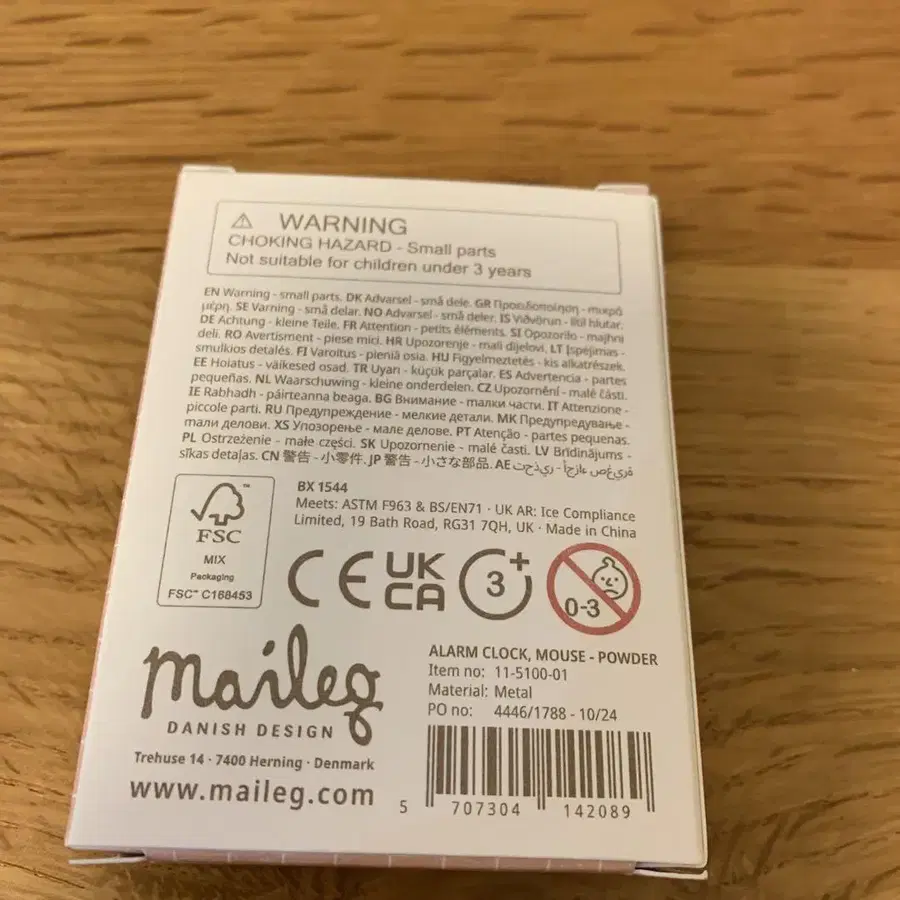 ⚠ WARNING
CHOKING HAZARD - Small parts
Not suitable for children under 3 years
EN Warning - small parts. DK Advarsel - små dele. GR Προειδοποίηση - μικρά
μέρη. SE Varning - små delar. NO Advarsel - små deler. IS Viðvörun - lítil hlutar.
DE Achtung - kleine Teile. FR Attention - petits éléments. SI Opozorilo - majhni
deli. RO Avertisment - piese mici. HR Upozorenje - mali dijelovi. LT Įspėjimas -
smulkios detalės. FI Varoitus - pieniä osia. HU Figyelmeztetés - kis alkatrészek.
EE Hoiatus - väikesed osad. TR Uyarı - küçük parçalar. ES Advertencia - partes
pequeñas. NL Waarschuwing - kleine onderdelen. CZ Upozornění - malé části.
IE Rabhadh - páirteanna beaga. BG Внимание - малки части. IT Attenzione -
piccole parti. RU Предупреждение - мелкие детали. MK Предупредување -
мали делови. XS Упозорење - мале делове. PT Atenção - partes pequenas.
PL Ostrzeżenie - małe części. SK Upozornenie - malé časti. LV Brīdinājums -
sīkas detaļas. CN 警告 - 小零件. JP 警告 - 小さな部品. AE
BX 1544
Meets: ASTM F963 & BS/EN71 · UK AR: Ice Compliance
Limited, 19 Bath Road, RG31 7QH, UK · Made in China
FSC™
MIX
Packaging
FSC™ C168453
CE
UK
CA
3+
0-3
maileg
DANISH DESIGN
Trehuse 14 · 7400 Herning · Denmark
www.maileg.com
ALARM CLOCK, MOUSE - POWDER
Item no: 11-5100-01
Material: Metal
PO no: 4446/1788 - 10/24
5 707304 142089